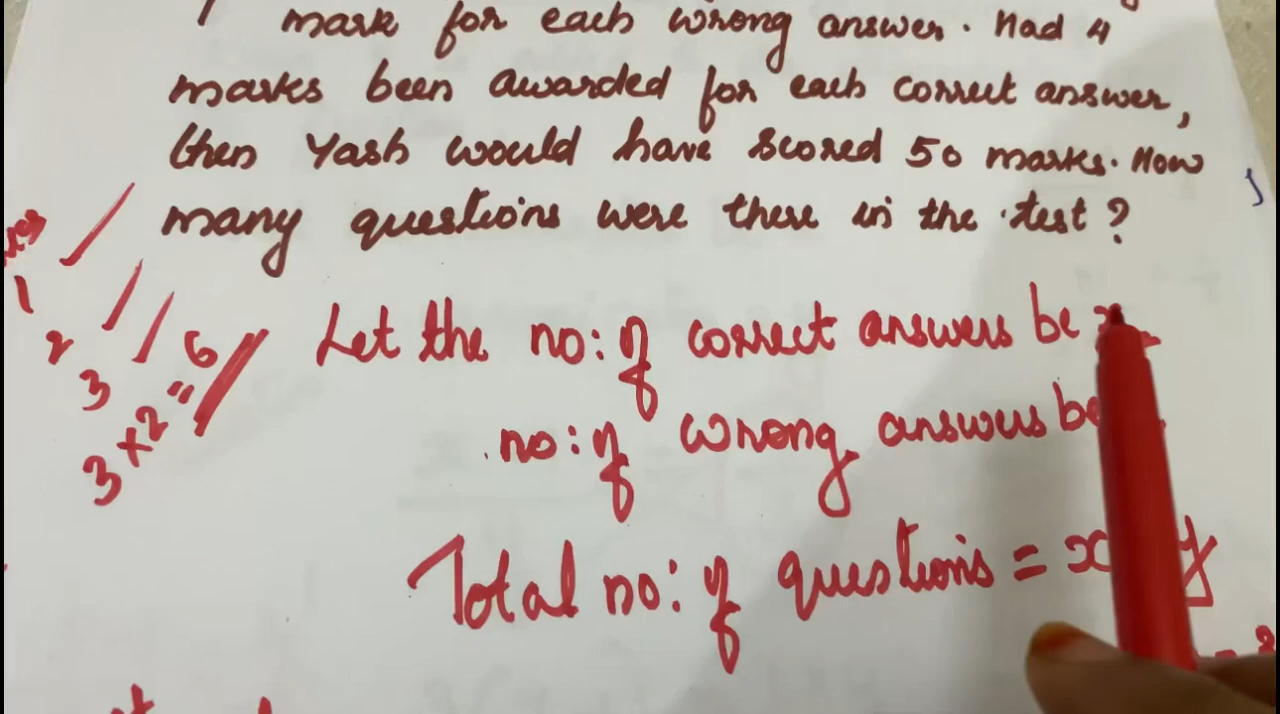 mark for each wrong answer. Had 4
marks been awarded for each correct answer,
then Yash would have scored 50 marks. How
many questions were there in the test?
1
2
3
3 × 2 = 6
Let the no: of correct answers be x
no: of wrong answers be
Total no: of questions = x y